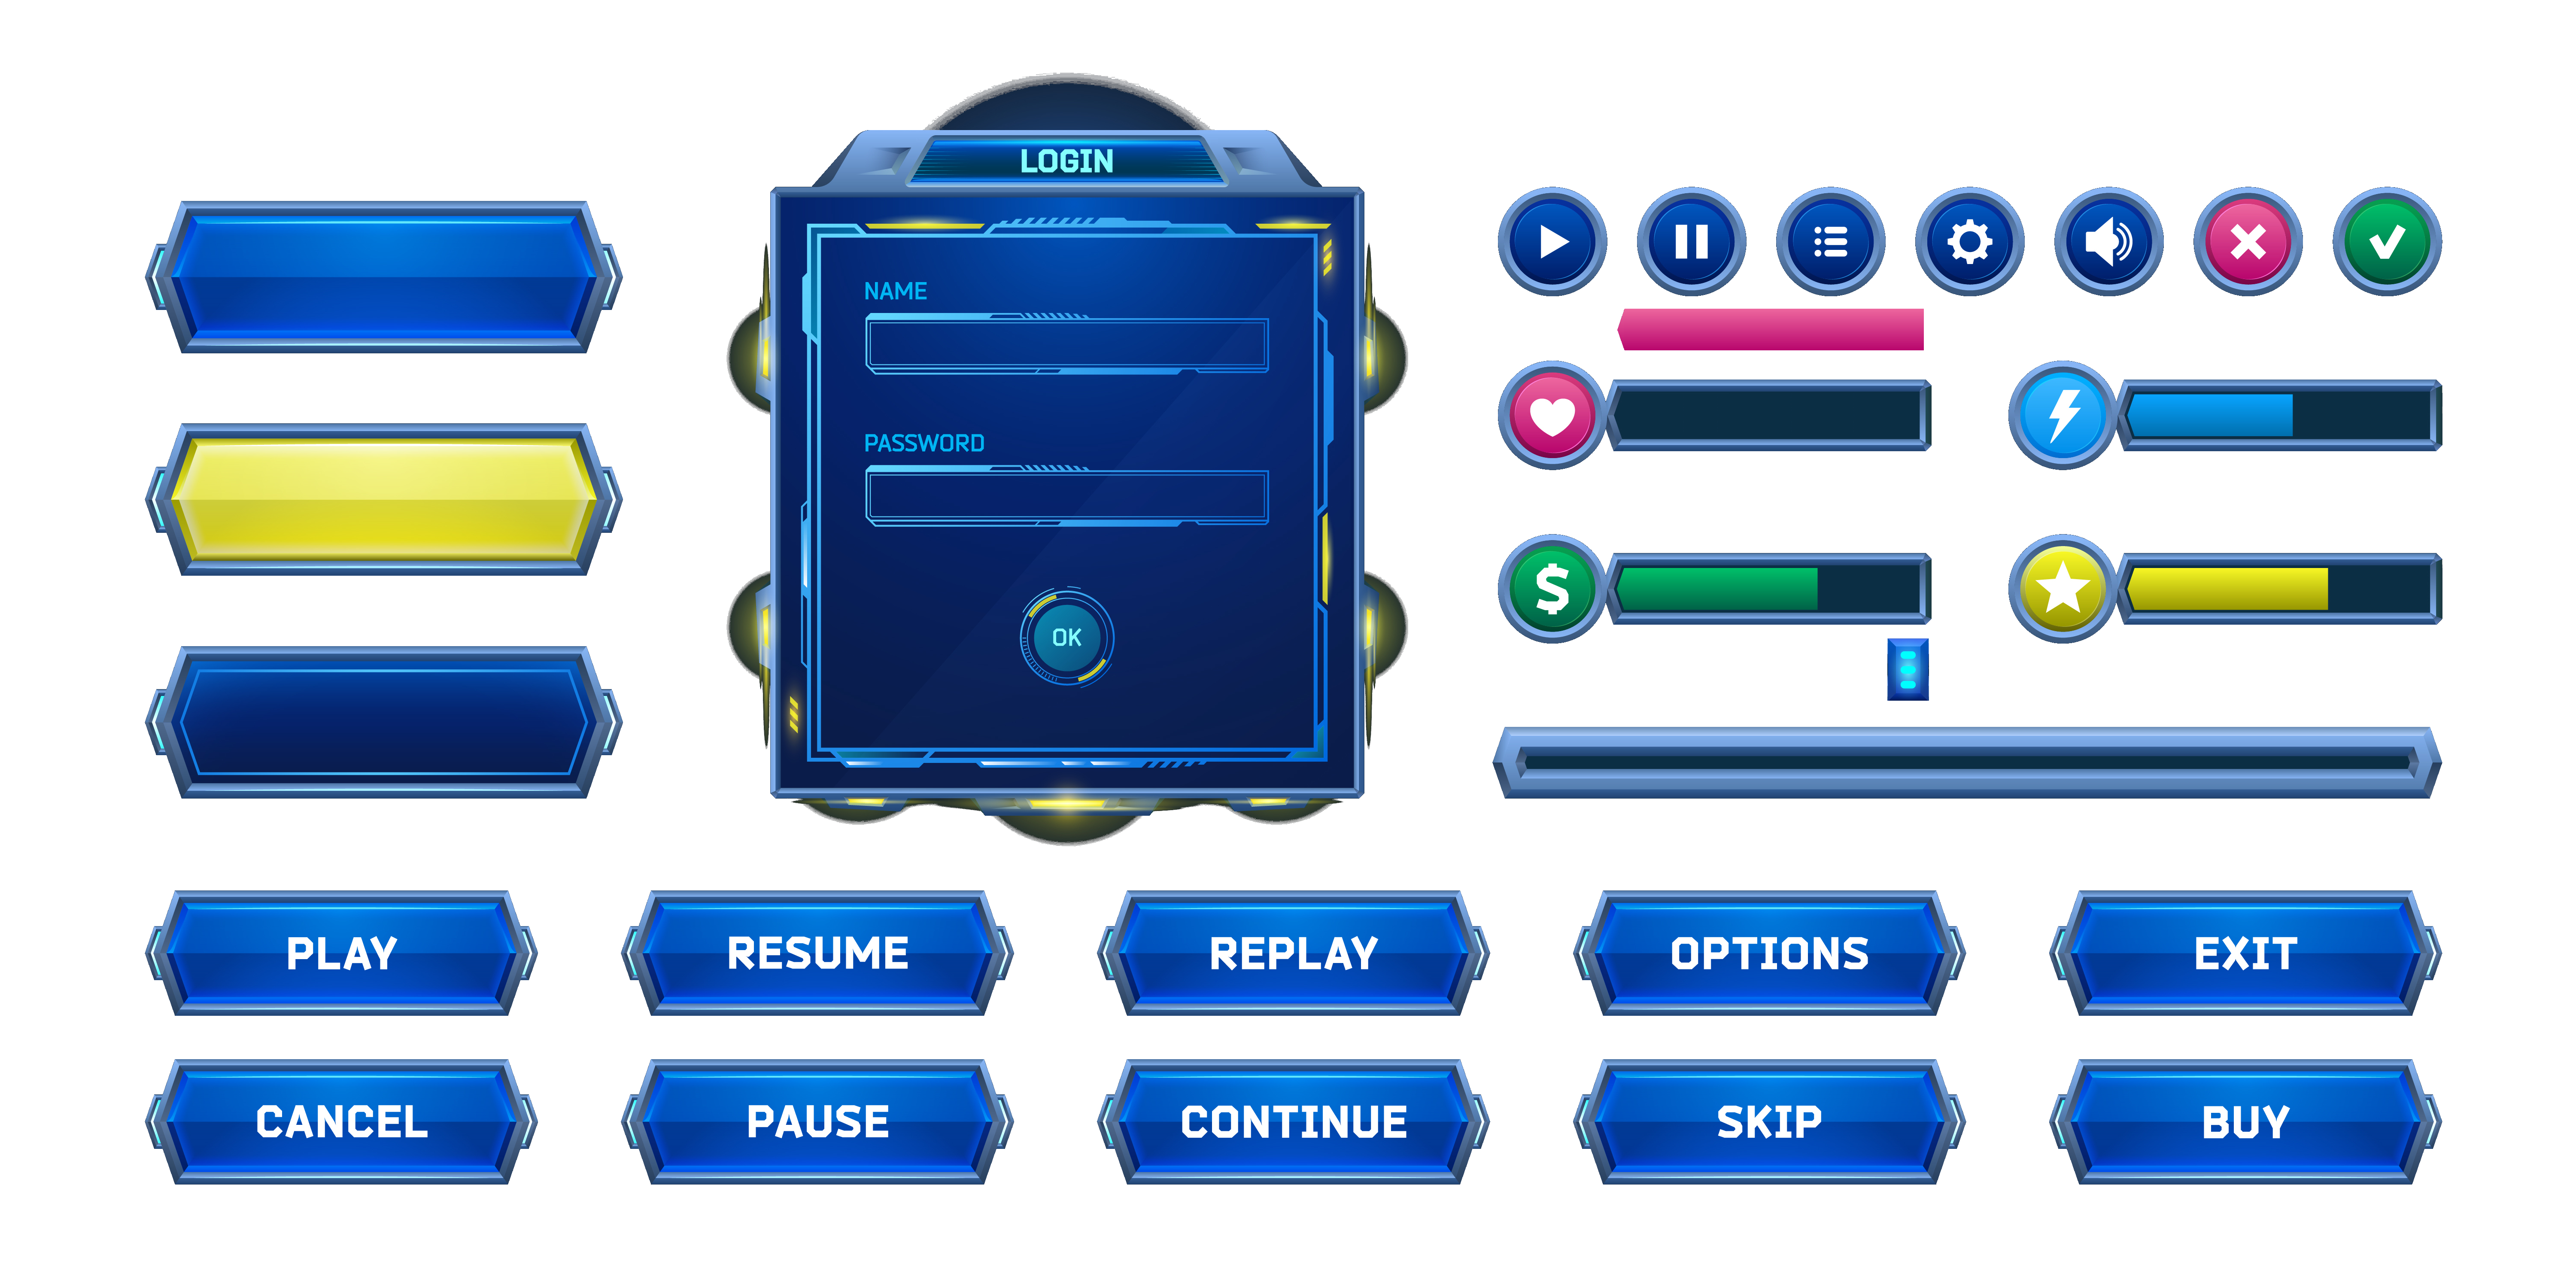 LOGIN
NAME
PASSWORD
OK
$
PLAY
RESUME
REPLAY
OPTIONS
EXIT
CANCEL
PAUSE
CONTINUE
SKIP
BUY